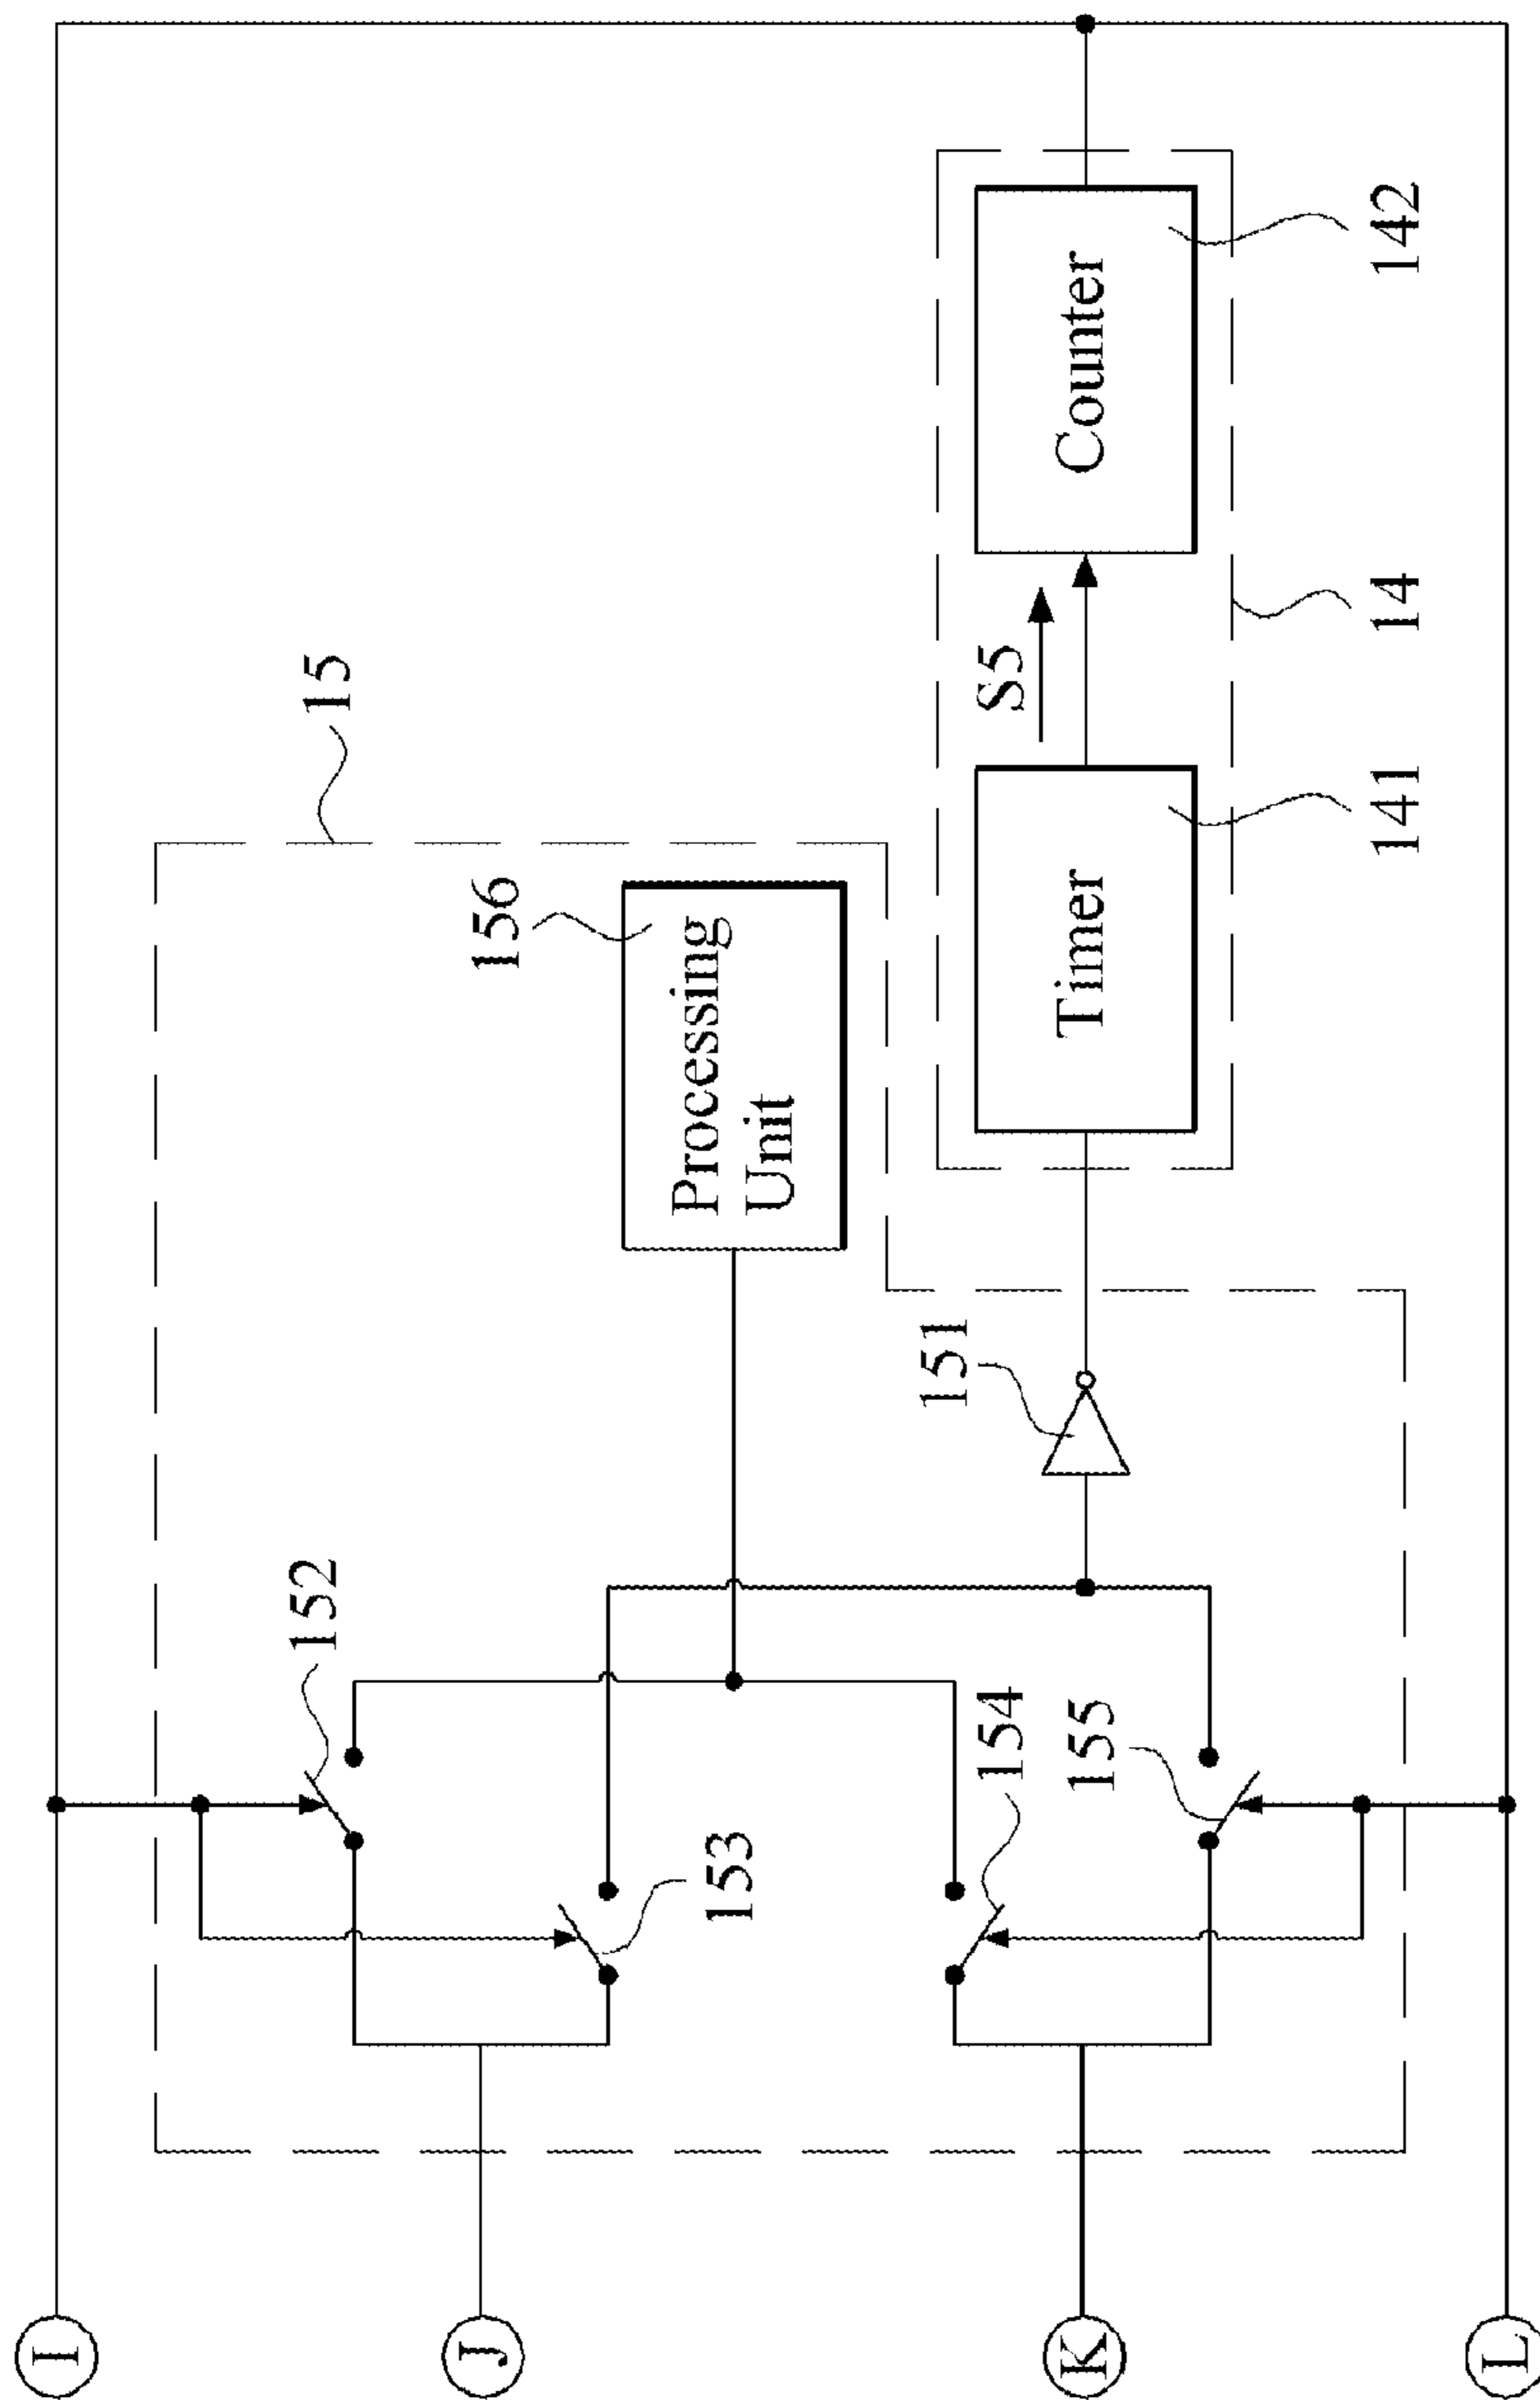 I
J
K
L
15
152
153
154
155
151
156
Processing
Unit
S5
Timer
Counter
141
14
142